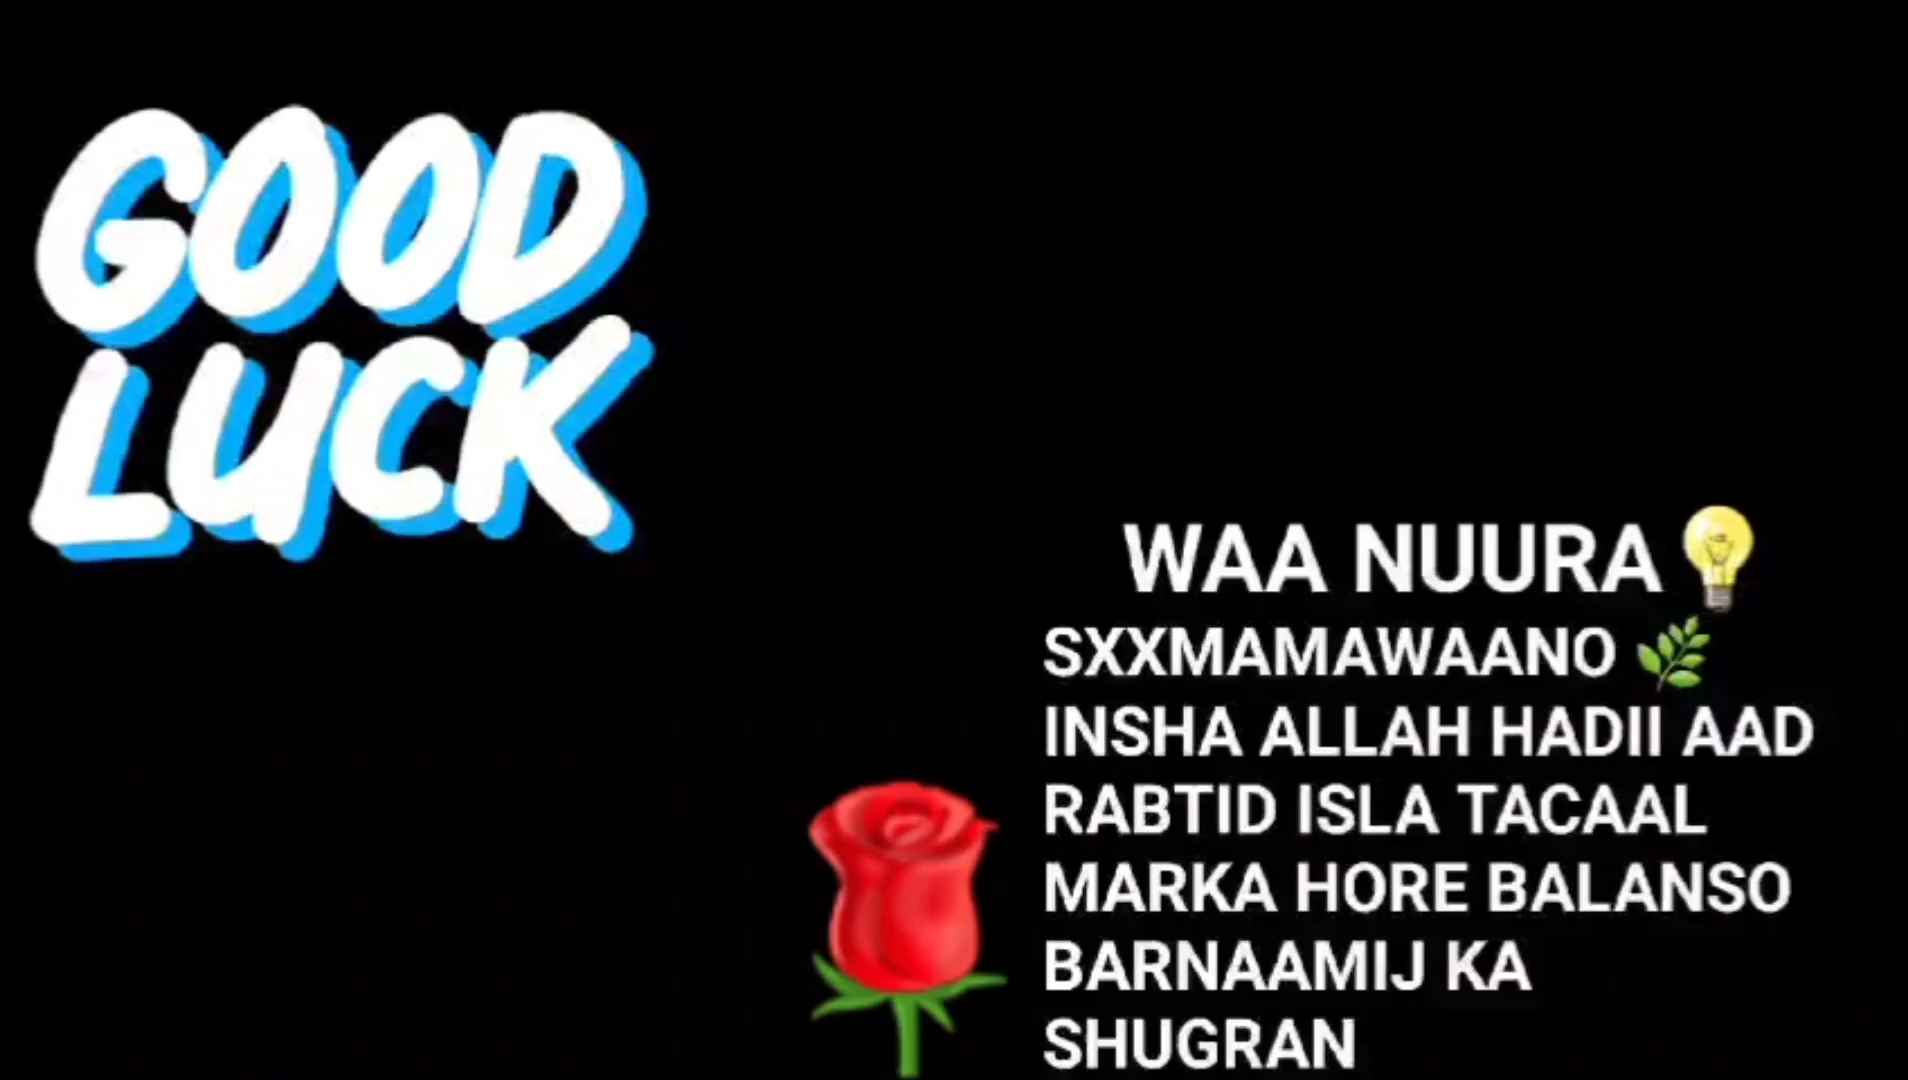 GOOD
LUCK
WAA NUURA💡
SXXMAMAWAANO 🌿
INSHA ALLAH HADII AAD
RABTID ISLA TACAAL
MARKA HORE BALANSO
BARNAAMIJ KA
SHUGRAN